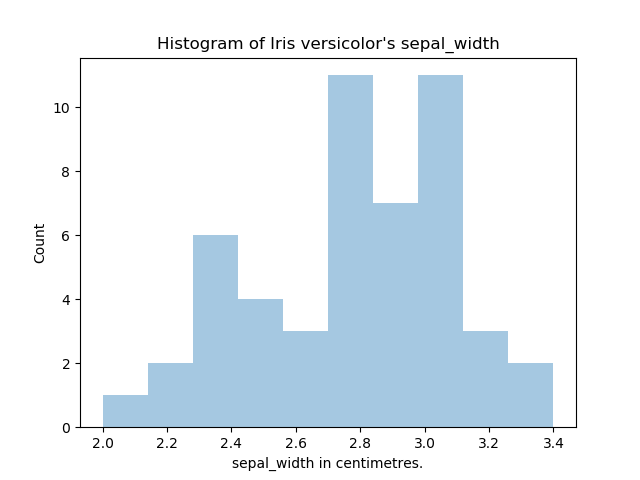 Histogram of Iris versicolor's sepal_width
10
8
6
4
2
0
Count
2.0 2.2 2.4 2.6 2.8 3.0 3.2 3.4
sepal_width in centimetres.